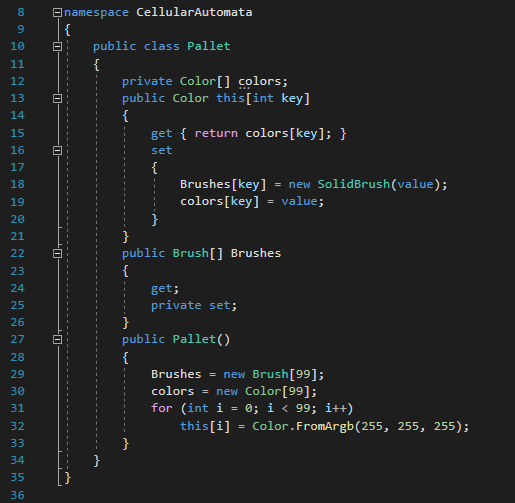 8 namespace CellularAutomata
9 {
10 public class Pallet
11 {
12 private Color[] colors;
13 public Color this[int key]
14 {
15 get { return colors[key]; }
16 set
17 {
18 Brushes[key] = new SolidBrush(value);
19 colors[key] = value;
20 }
21 }
22 public Brush[] Brushes
23 {
24 get;
25 private set;
26 }
27 public Pallet()
28 {
29 Brushes = new Brush[99];
30 colors = new Color[99];
31 for (int i = 0; i < 99; i++)
32 this[i] = Color.FromArgb(255, 255, 255);
33 }
34 }
35 }
36